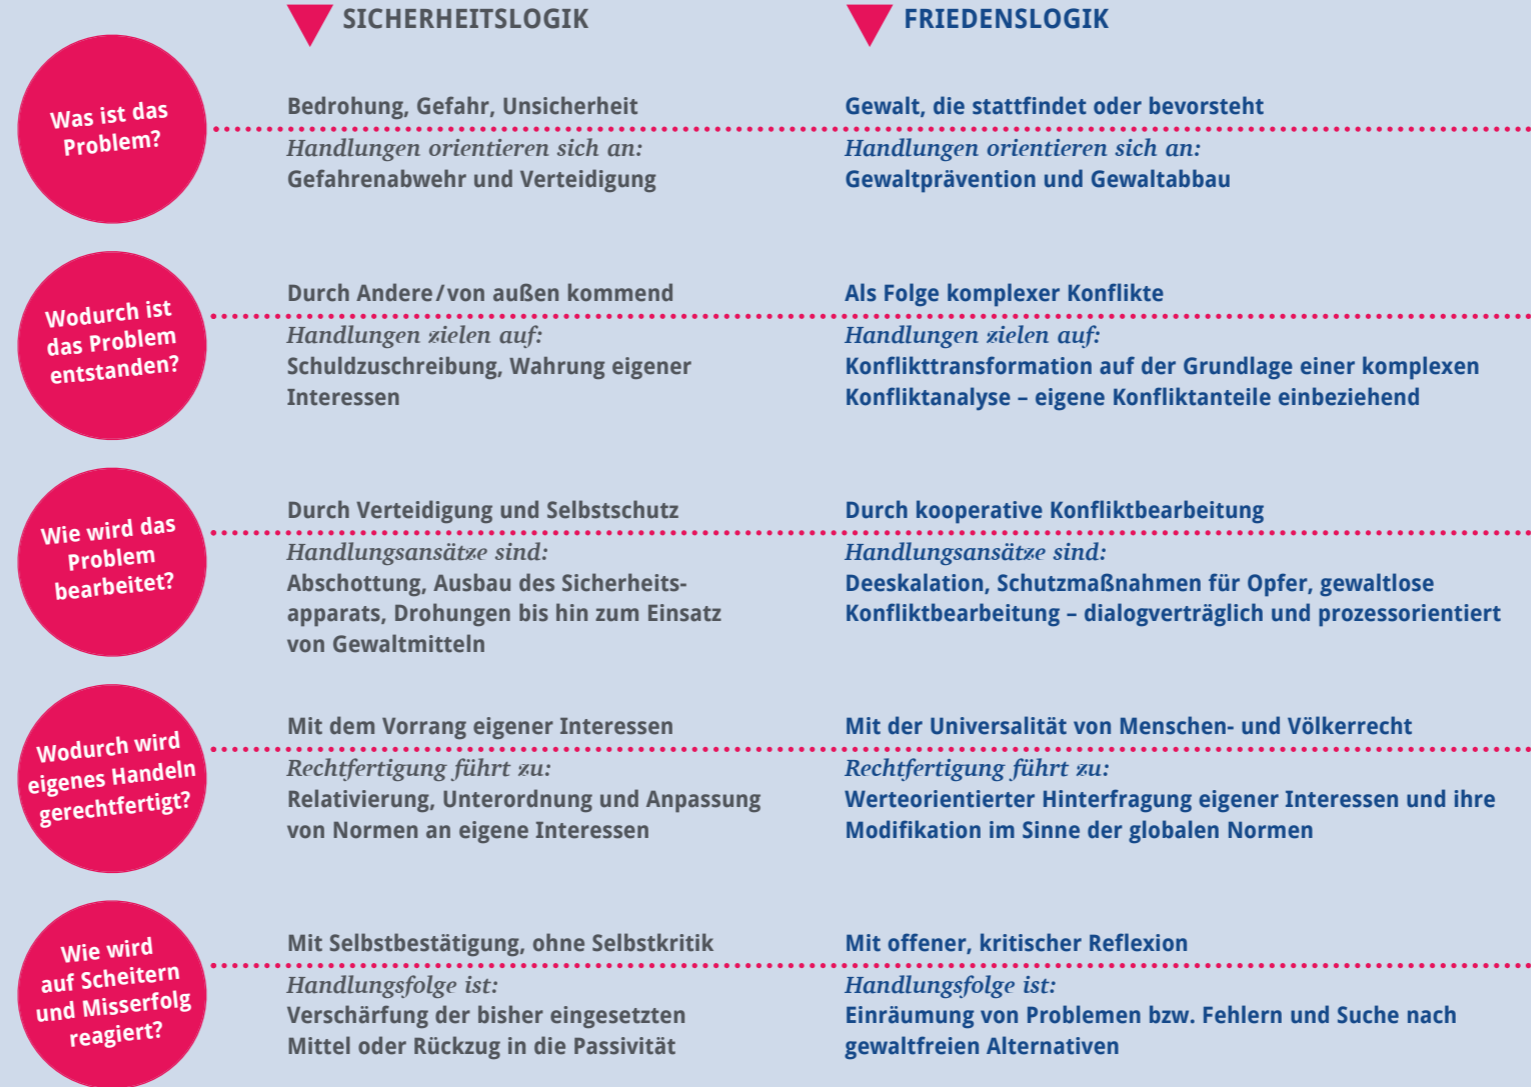 SICHERHEITSLOGIK
FRIEDENSLOGIK
Was ist das
Problem?
Bedrohung, Gefahr, Unsicherheit
Handlungen orientieren sich an:
Gefahrenabwehr und Verteidigung
Gewalt, die stattfindet oder bevorsteht
Handlungen orientieren sich an:
Gewaltprävention und Gewaltabbau
Wodurch ist
das Problem
entstanden?
Durch Andere/von außen kommend
Handlungen zielen auf:
Schuldzuschreibung, Wahrung eigener
Interessen
Als Folge komplexer Konflikte
Handlungen zielen auf:
Konflikttransformation auf der Grundlage einer komplexen
Konfliktanalyse – eigene Konfliktanteile einbeziehend
Wie wird das
Problem
bearbeitet?
Durch Verteidigung und Selbstschutz
Handlungsansätze sind:
Abschottung, Ausbau des Sicherheits-
apparats, Drohungen bis hin zum Einsatz
von Gewaltmitteln
Durch kooperative Konfliktbearbeitung
Handlungsansätze sind:
Deeskalation, Schutzmaßnahmen für Opfer, gewaltlose
Konfliktbearbeitung – dialogverträglich und prozessorientiert
Wodurch wird
eigenes Handeln
gerechtfertigt?
Mit dem Vorrang eigener Interessen
Rechtfertigung führt zu:
Relativierung, Unterordnung und Anpassung
von Normen an eigene Interessen
Mit der Universalität von Menschen- und Völkerrecht
Rechtfertigung führt zu:
Werteorientierter Hinterfragung eigener Interessen und ihre
Modifikation im Sinne der globalen Normen
Wie wird
auf Scheitern
und Misserfolg
reagiert?
Mit Selbstbestätigung, ohne Selbstkritik
Handlungsfolge ist:
Verschärfung der bisher eingesetzten
Mittel oder Rückzug in die Passivität
Mit offener, kritischer Reflexion
Handlungsfolge ist:
Einräumung von Problemen bzw. Fehlern und Suche nach
gewaltfreien Alternativen